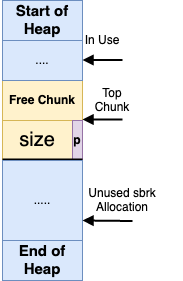 Start of
Heap
In Use
....
Free Chunk
Top
Chunk
size
p
.....
Unused sbrk
Allocation
End of
Heap